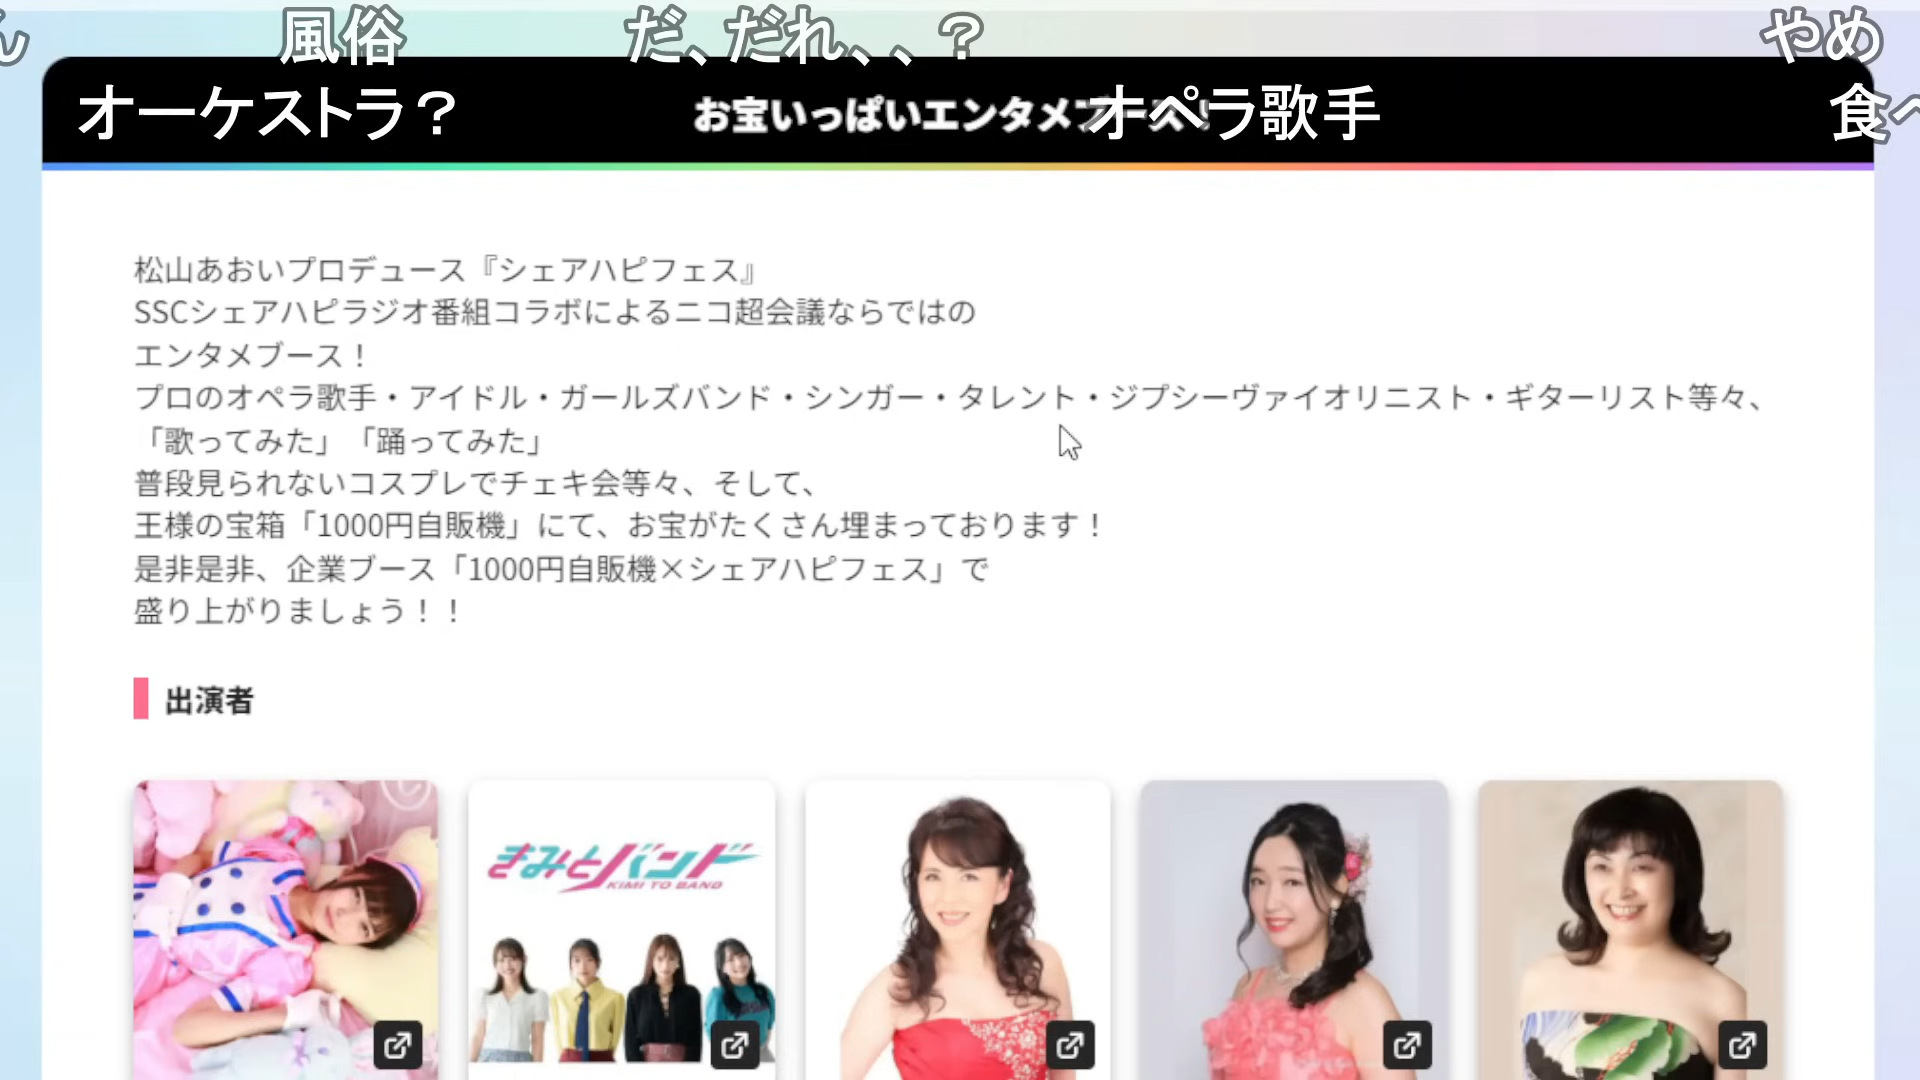 ん
風俗
だ、だれ、、？
やめ
オーケストラ？
お宝いっぱいエンタメブース！
オペラ歌手
食べ
松山あおいプロデュース『シェアハピフェス』
SSCシェアハピラジオ番組コラボによるニコ超会議ならではの
エンタメブース！
プロのオペラ歌手・アイドル・ガールズバンド・シンガー・タレント・ジプシーヴァイオリニスト・ギターリスト等々、
「歌ってみた」「踊ってみた」
普段見られないコスプレでチェキ会等々、そして、
王様の宝箱「1000円自販機」にて、お宝がたくさん埋まっております！
是非是非、企業ブース「1000円自販機×シェアハピフェス」で
盛り上がりましょう！！
出演者
きみとバンド
KIMI TO BAND